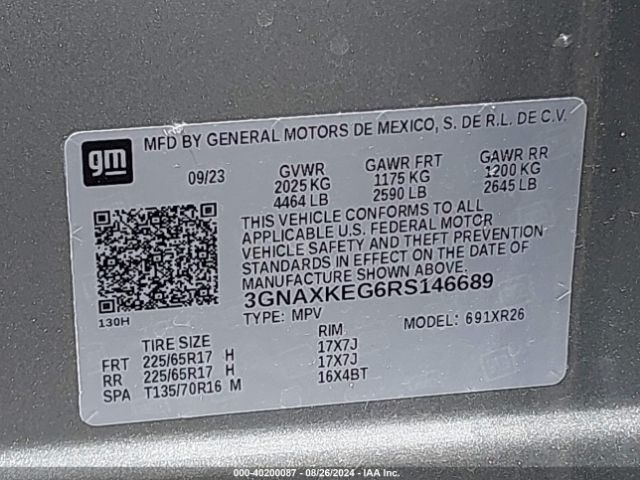 gm
MFD BY GENERAL MOTORS DE MEXICO, S. DE R.L. DE C.V.
09/23 GVWR GAWR FRT GAWR RR
2025 KG 1175 KG 1200 KG
4464 LB 2590 LB 2645 LB
THIS VEHICLE CONFORMS TO ALL
APPLICABLE U.S. FEDERAL MOTOR
VEHICLE SAFETY AND THEFT PREVENTION
STANDARDS IN EFFECT ON THE DATE OF
MANUFACTURE SHOWN ABOVE.
3GNAXKEG6RS146689
130H
TYPE: MPV MODEL: 691XR26
TIRE SIZE RIM
FRT 225/65R17 H 17X7J
RR 225/65R17 H 17X7J
SPA T135/70R16 M 16X4BT
000-40200087 - 08/26/2024 - IAA Inc.